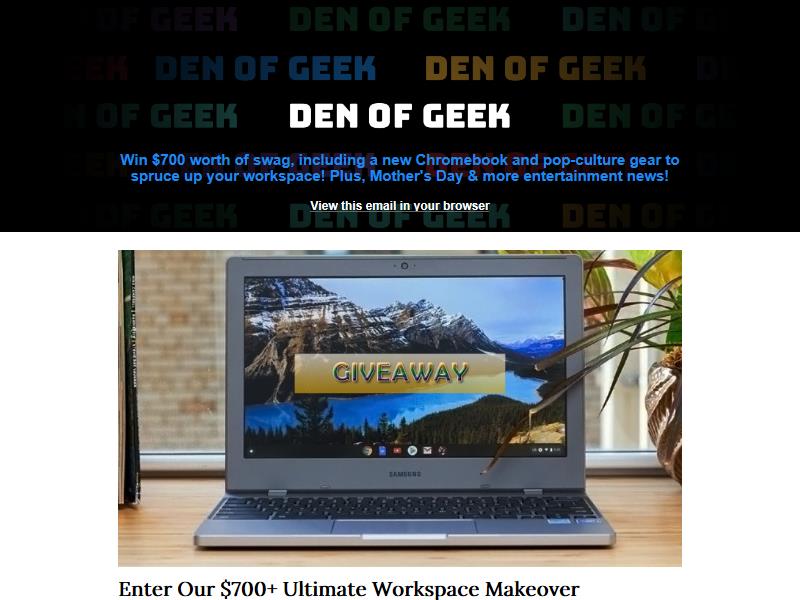 OF GEEK
DEN OF GEEK
DEN OF GEEK
DEN OF GEEK
OF GEEK
DEN OF GEEK
Win $700 worth of swag, including a new Chromebook and pop-culture gear to
spruce up your workspace! Plus, Mother's Day & more entertainment news!
View this email in your browser
GIVEAWAY
SAMSUNG
Enter Our $700+ Ultimate Workspace Makeover